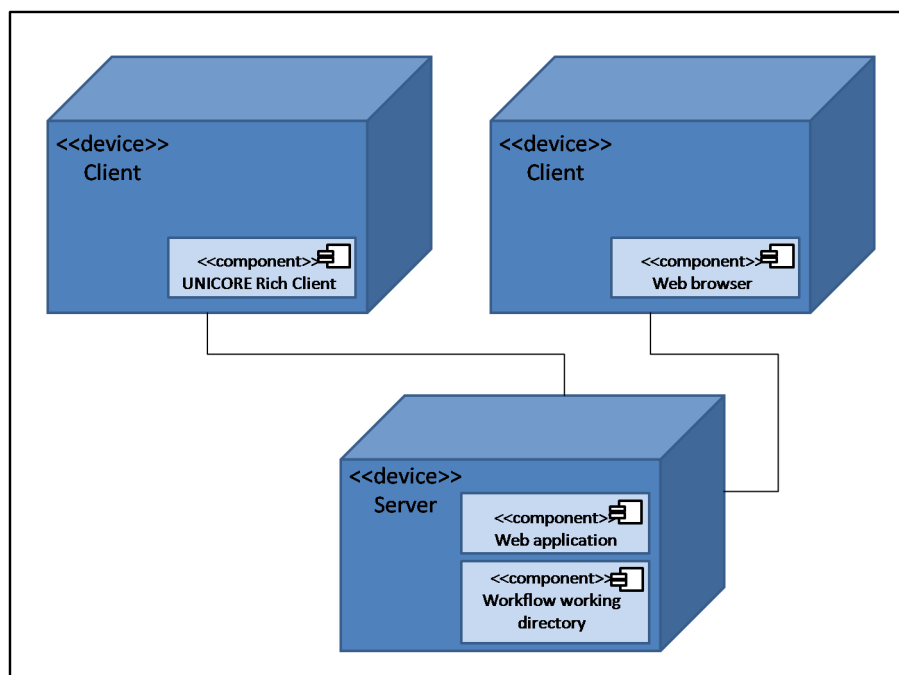 <<device>>
Client
<<component>>
UNICORE Rich Client
<<device>>
Client
<<component>>
Web browser
<<device>>
Server
<<component>>
Web application
<<component>>
Workflow working
directory